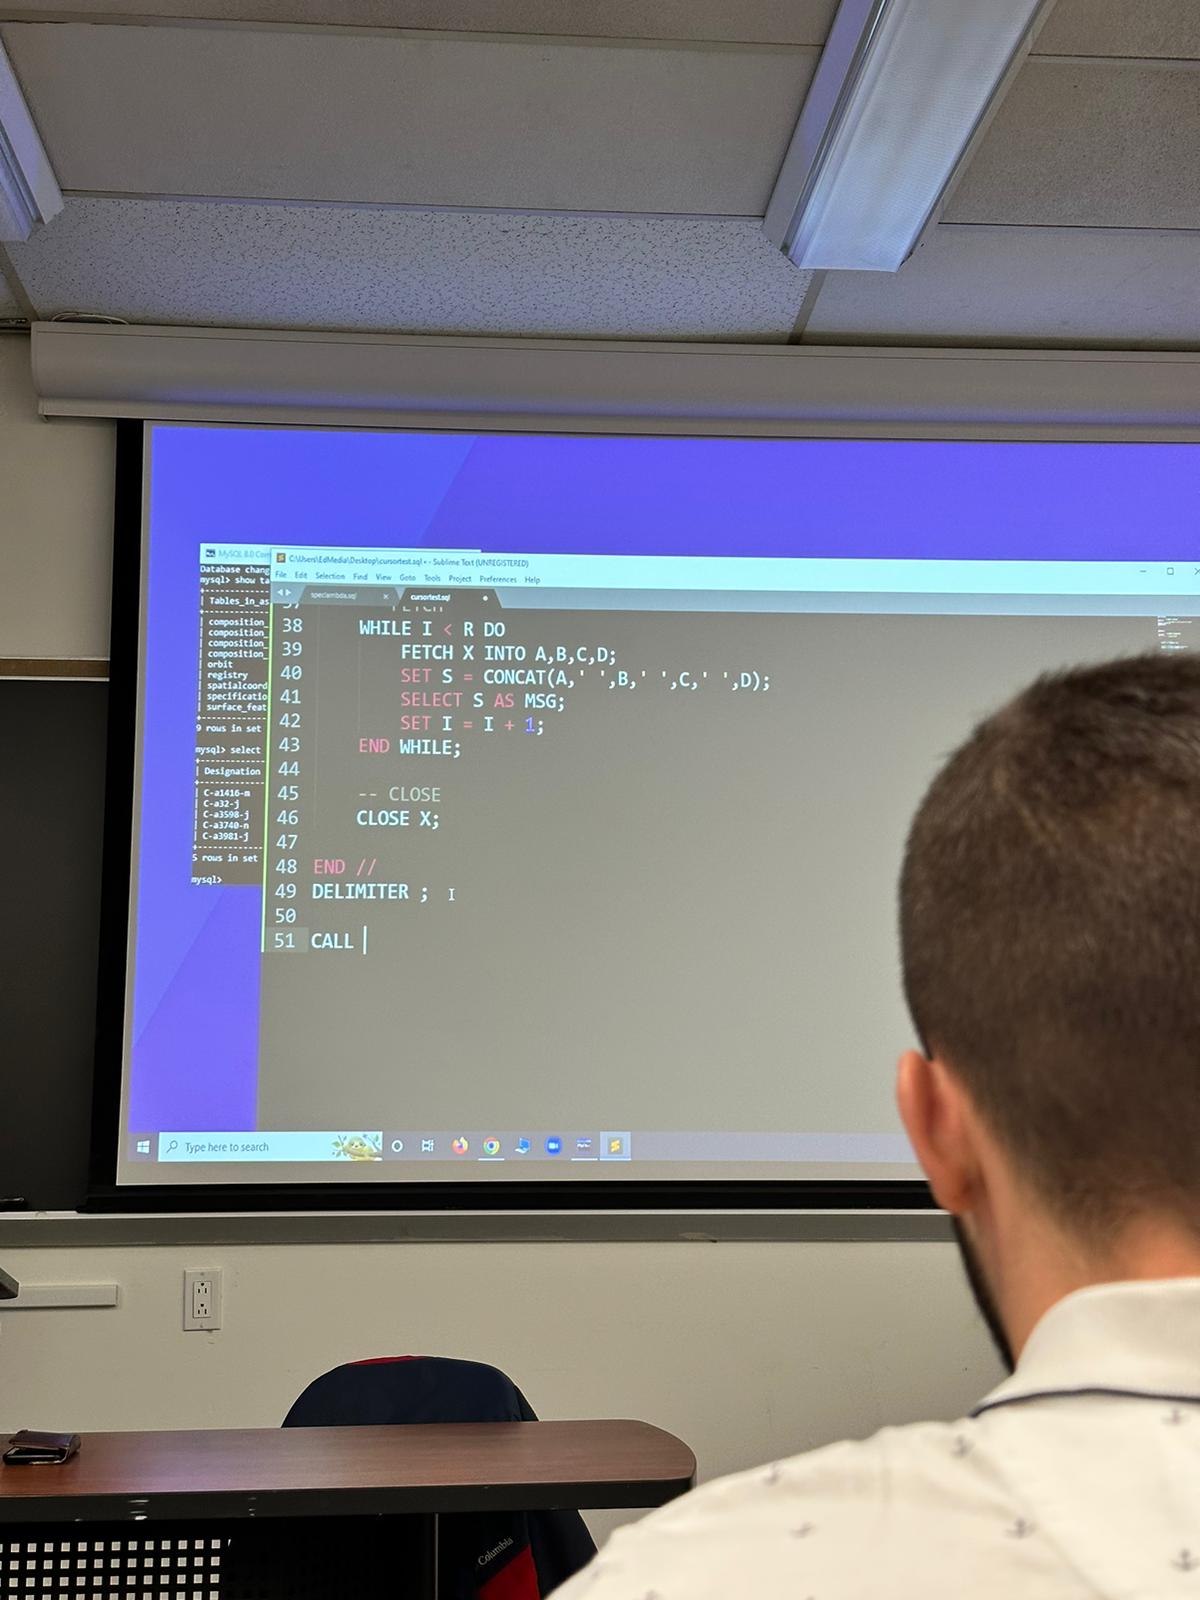 MySQL 8.0 Com
Database chang
mysql> show ta
| Tables_in_as
| composition_
| composition_
| composition_
| composition_
| orbit
| registry
| spatialcoord
| specificatio
| surface_feat
9 rows in set
mysql> select
| Designation
| C-a1416-m
| C-a32-j
| C-a3598-j
| C-a3740-n
| C-a3981-j
5 rows in set
mysql>
C:\Users\EdMedia\Desktop\cursortest.sql • - Sublime Text (UNREGISTERED)
File Edit Selection Find View Goto Tools Project Preferences Help
speclambda.sql × cursortest.sql •
37 -- FETCH
38 WHILE I < R DO
39 FETCH X INTO A,B,C,D;
40 SET S = CONCAT(A,' ',B,' ',C,' ',D);
41 SELECT S AS MSG;
42 SET I = I + 1;
43 END WHILE;
44
45 -- CLOSE
46 CLOSE X;
47
48 END //
49 DELIMITER ;
50
51 CALL
Type here to search
Columbia